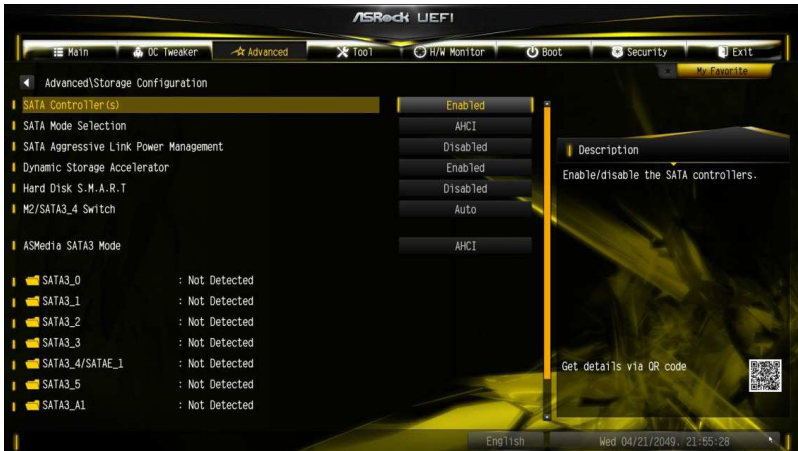 ASRock UEFI
Main OC Tweaker Advanced Tool H/W Monitor Boot Security Exit
My Favorite
Advanced\Storage Configuration
SATA Controller(s) Enabled
SATA Mode Selection AHCI
SATA Aggressive Link Power Management Disabled
Dynamic Storage Accelerator Enabled
Hard Disk S.M.A.R.T Disabled
M2/SATA3_4 Switch Auto
ASMedia SATA3 Mode AHCI
SATA3_0 : Not Detected
SATA3_1 : Not Detected
SATA3_2 : Not Detected
SATA3_3 : Not Detected
SATA3_4/SATAE_1 : Not Detected
SATA3_5 : Not Detected
SATA3_A1 : Not Detected
Description
Enable/disable the SATA controllers.
Get details via QR code
English Wed 04/21/2049, 21:55:28